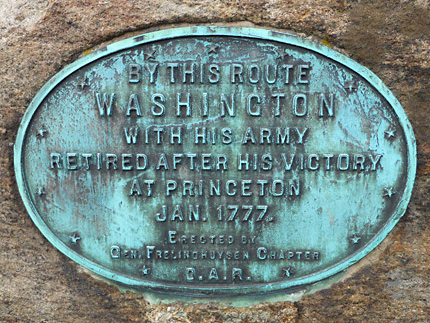 BY THIS ROUTE
WASHINGTON
WITH HIS ARMY
RETIRED AFTER HIS VICTORY
AT PRINCETON
JAN. 1777.
ERECTED BY
GEN. FRELINGHUYSEN CHAPTER
D.A.R.